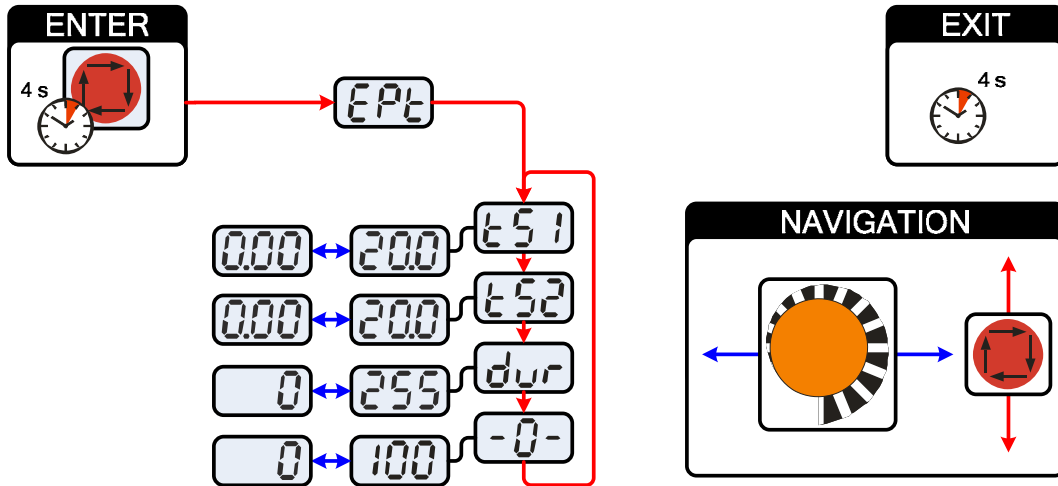 ENTER
4 s
EPt
EXIT
4 s
tS1
0.00
20.0
tS2
0.00
20.0
dur
0
255
-0-
0
100
NAVIGATION